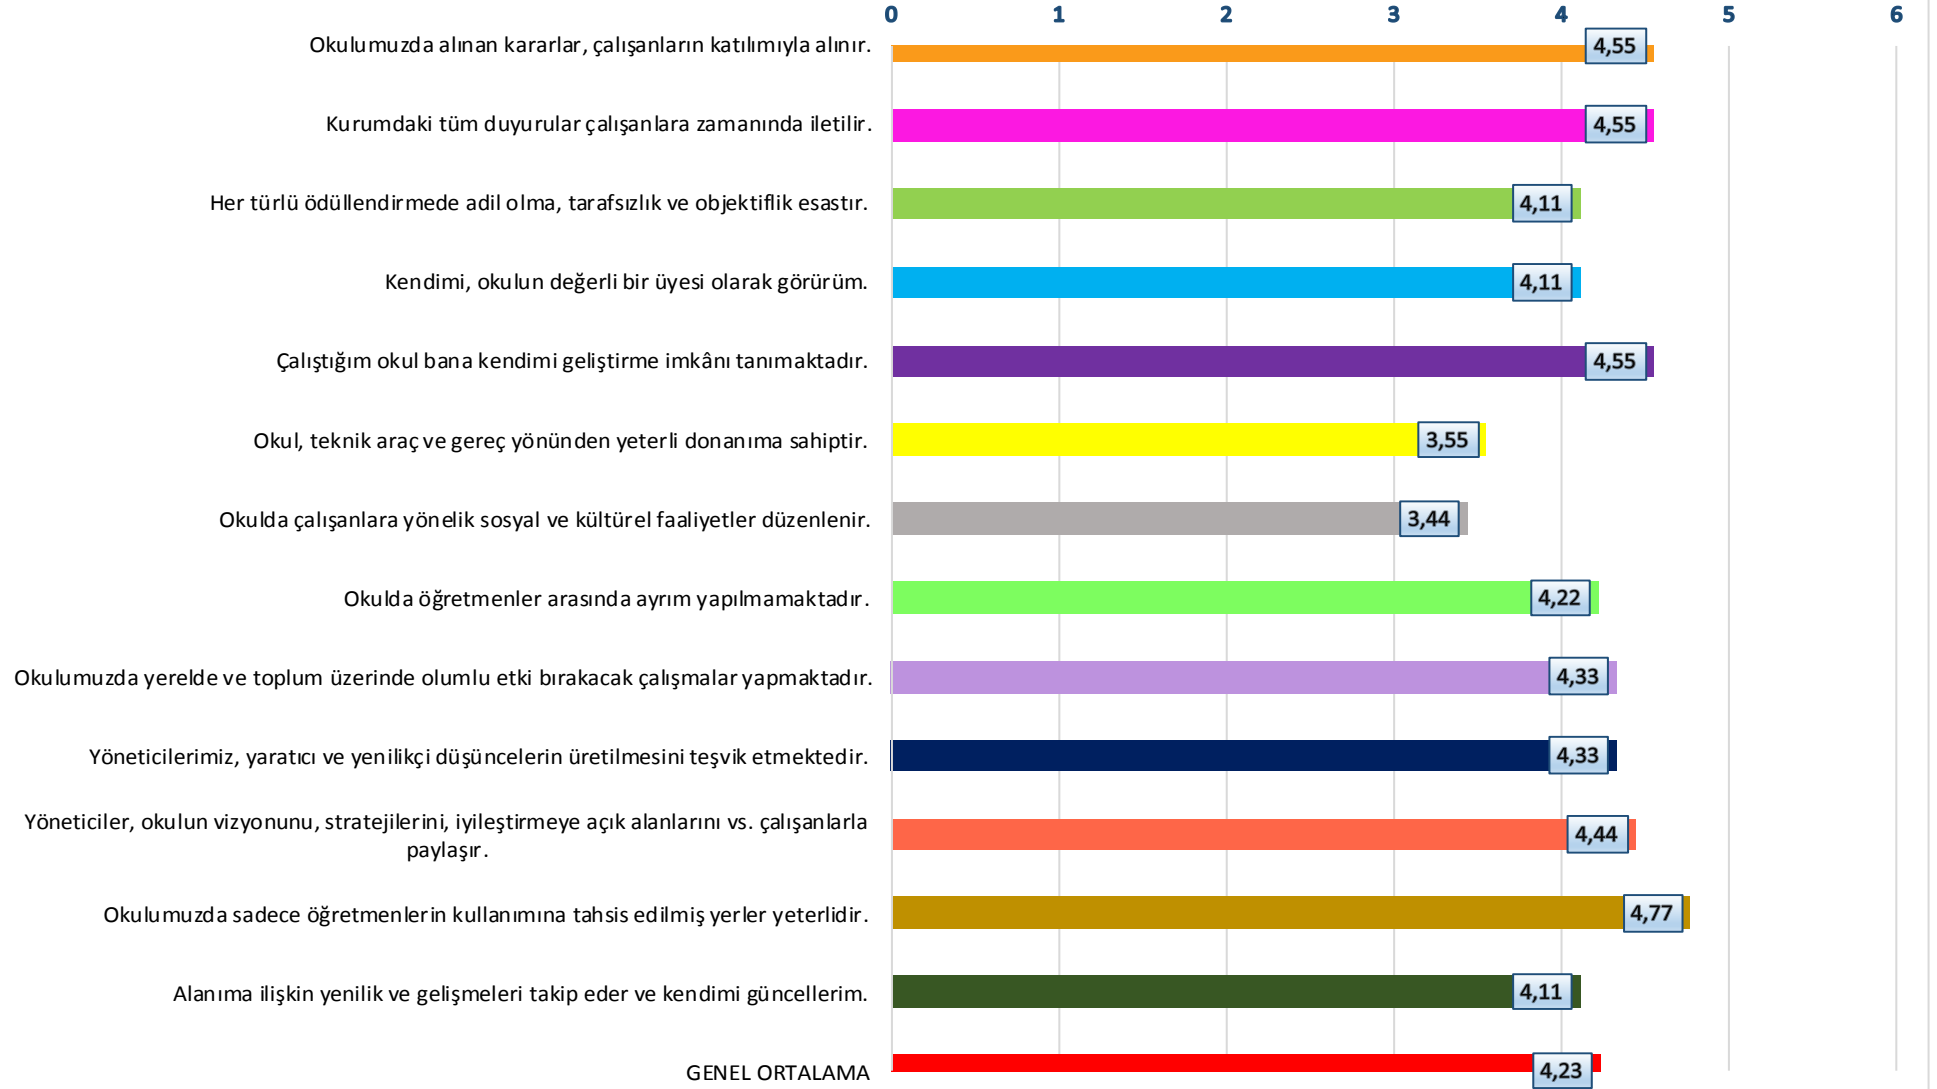 0 1 2 3 4 5 6
Okulumuzda alınan kararlar, çalışanların katılımıyla alınır. 4,55
Kurumdaki tüm duyurular çalışanlara zamanında iletilir. 4,55
Her türlü ödüllendirmede adil olma, tarafsızlık ve objektiflik esastır. 4,11
Kendimi, okulun değerli bir üyesi olarak görürüm. 4,11
Çalıştığım okul bana kendimi geliştirme imkânı tanımaktadır. 4,55
Okul, teknik araç ve gereç yönünden yeterli donanıma sahiptir. 3,55
Okulda çalışanlara yönelik sosyal ve kültürel faaliyetler düzenlenir. 3,44
Okulda öğretmenler arasında ayrım yapılmamaktadır. 4,22
Okulumuzda yerelde ve toplum üzerinde olumlu etki bırakacak çalışmalar yapmaktadır. 4,33
Yöneticilerimiz, yaratıcı ve yenilikçi düşüncelerin üretilmesini teşvik etmektedir. 4,33
Yöneticiler, okulun vizyonunu, stratejilerini, iyileştirmeye açık alanlarını vs. çalışanlarla
paylaşır. 4,44
Okulumuzda sadece öğretmenlerin kullanımına tahsis edilmiş yerler yeterlidir. 4,77
Alanıma ilişkin yenilik ve gelişmeleri takip eder ve kendimi güncellerim. 4,11
GENEL ORTALAMA 4,23